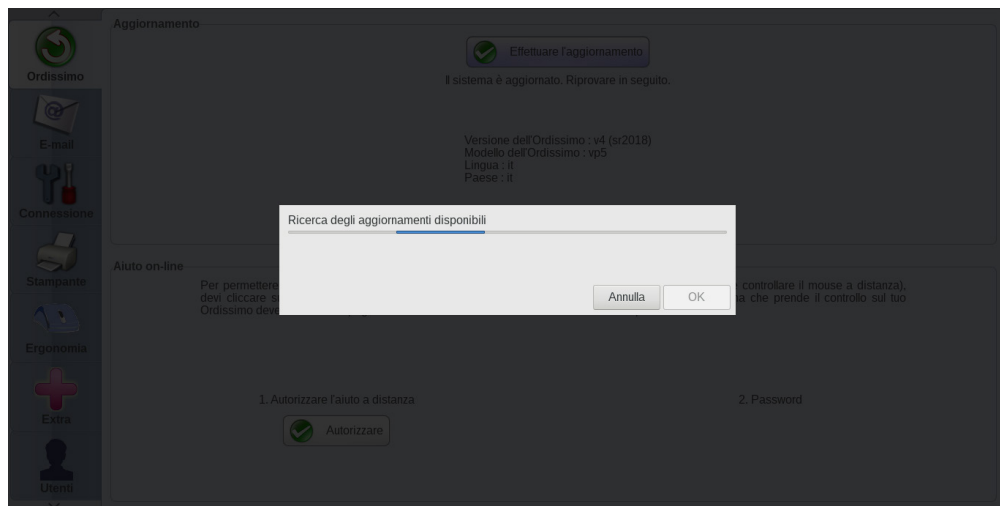 Aggiornamento
Ordissimo
Effettuare l'aggiornamento
Il sistema è aggiornato. Riprovare in seguito.
E-mail
Versione dell'Ordissimo : v4 (sr2018)
Modello dell'Ordissimo : vp5
Lingua : it
Paese : it
Connessione
Ricerca degli aggiornamenti disponibili
Annulla
OK
Aiuto on-line
Stampante
Per permettere
controllare il mouse a distanza),
devi cliccare
che prende il controllo sul tuo
Ordissimo
Ergonomia
1. Autorizzare l'aiuto a distanza
2. Password
Extra
Autorizzare
Utenti